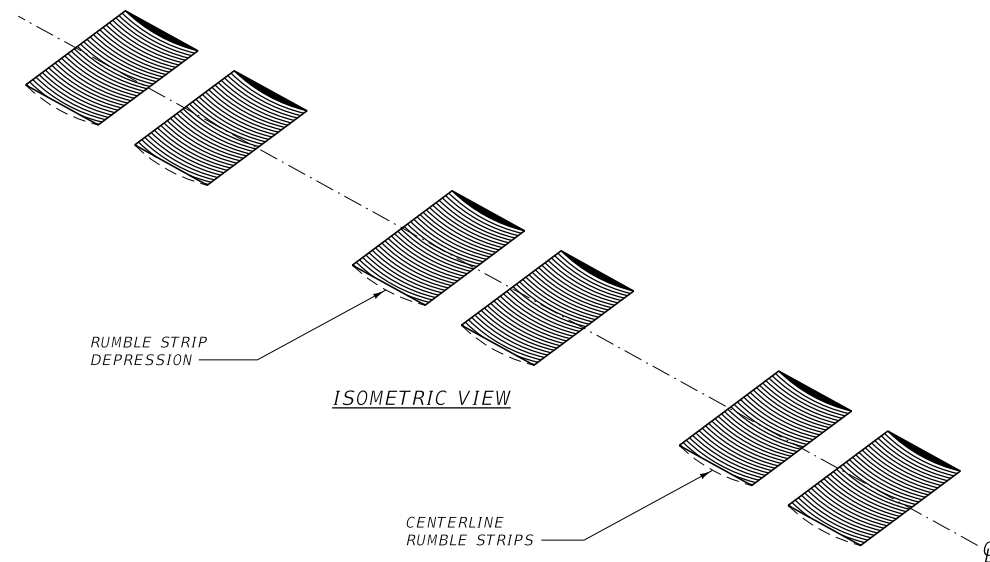 RUMBLE STRIP
DEPRESSION
ISOMETRIC VIEW
CENTERLINE
RUMBLE STRIPS